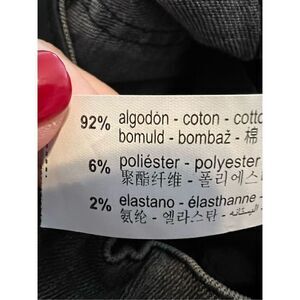 92% algodón - coton - cotto
bomuld - bombaž - 棉
6% poliéster - polyester
聚酯纤维 - 폴리에스
2% elastano - élasthanne -
氨纶 - 엘라스탄 -